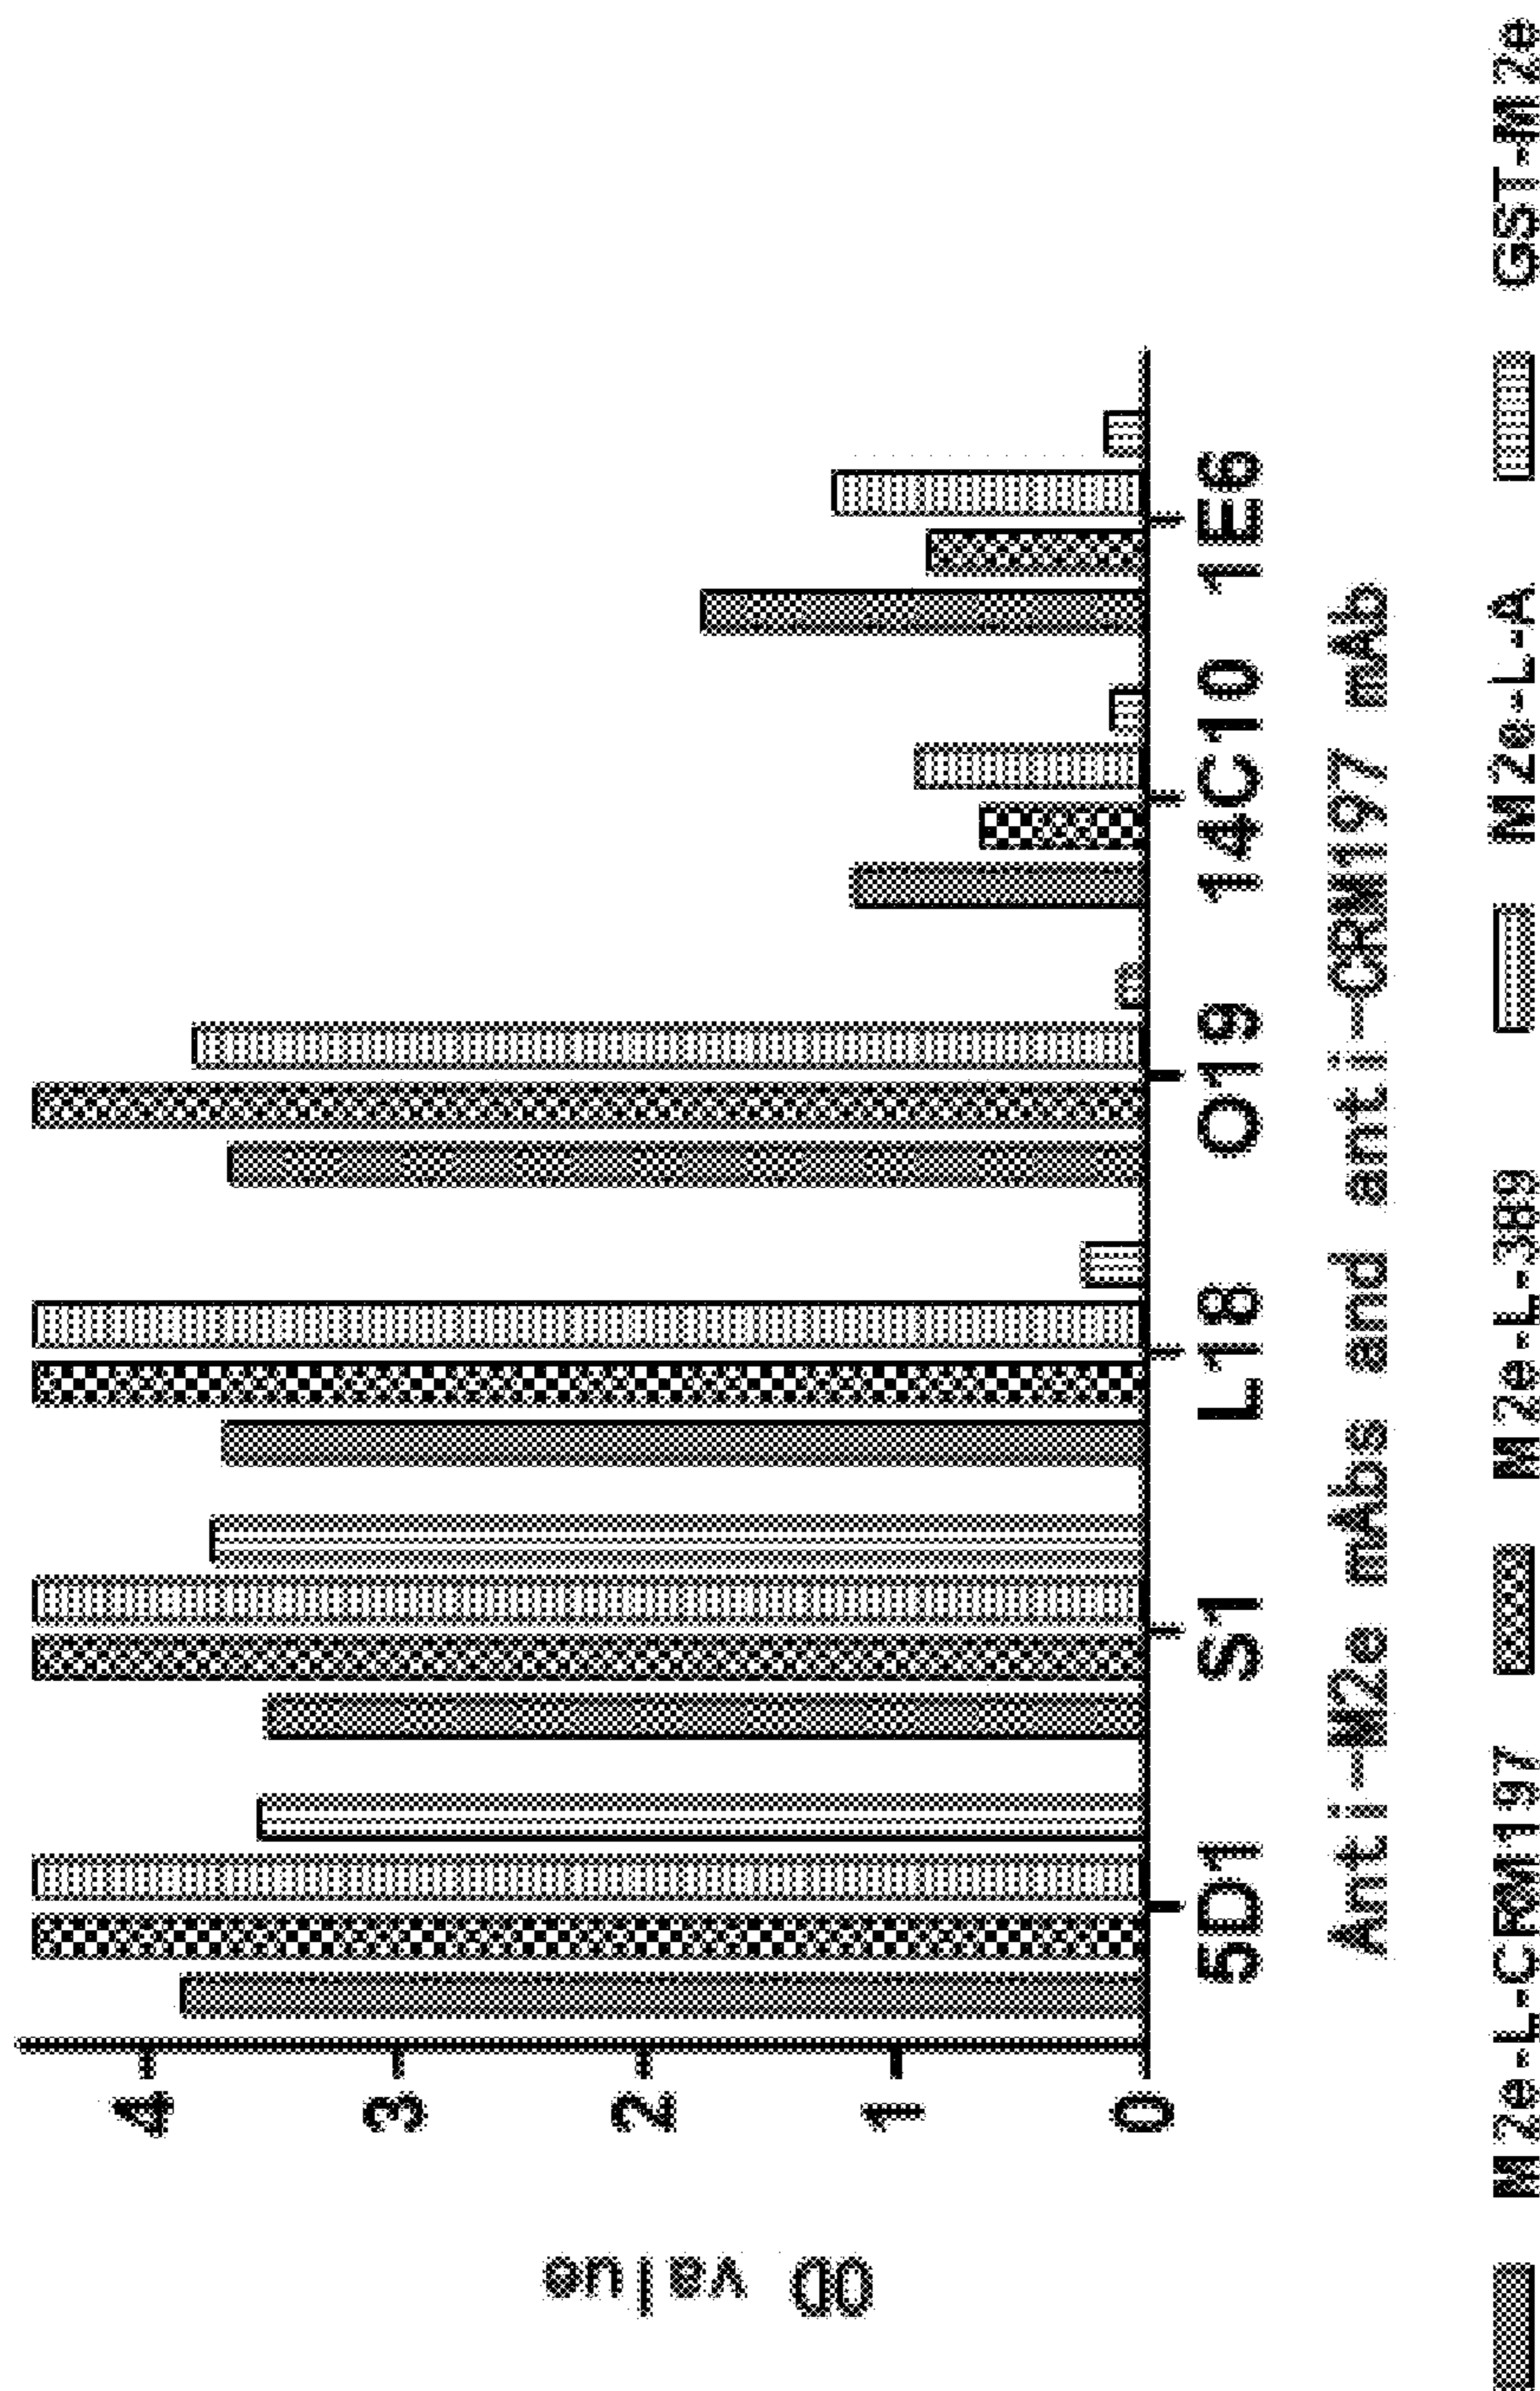 OD value
4
3
2
1
0
5D1 S1 L18 O19 14C10 1E6
Anti-M2e mAbs and anti-CRM197 mAb
M2e-L-CRM197 M2e-L-389 M2e-L-A GST-M2e